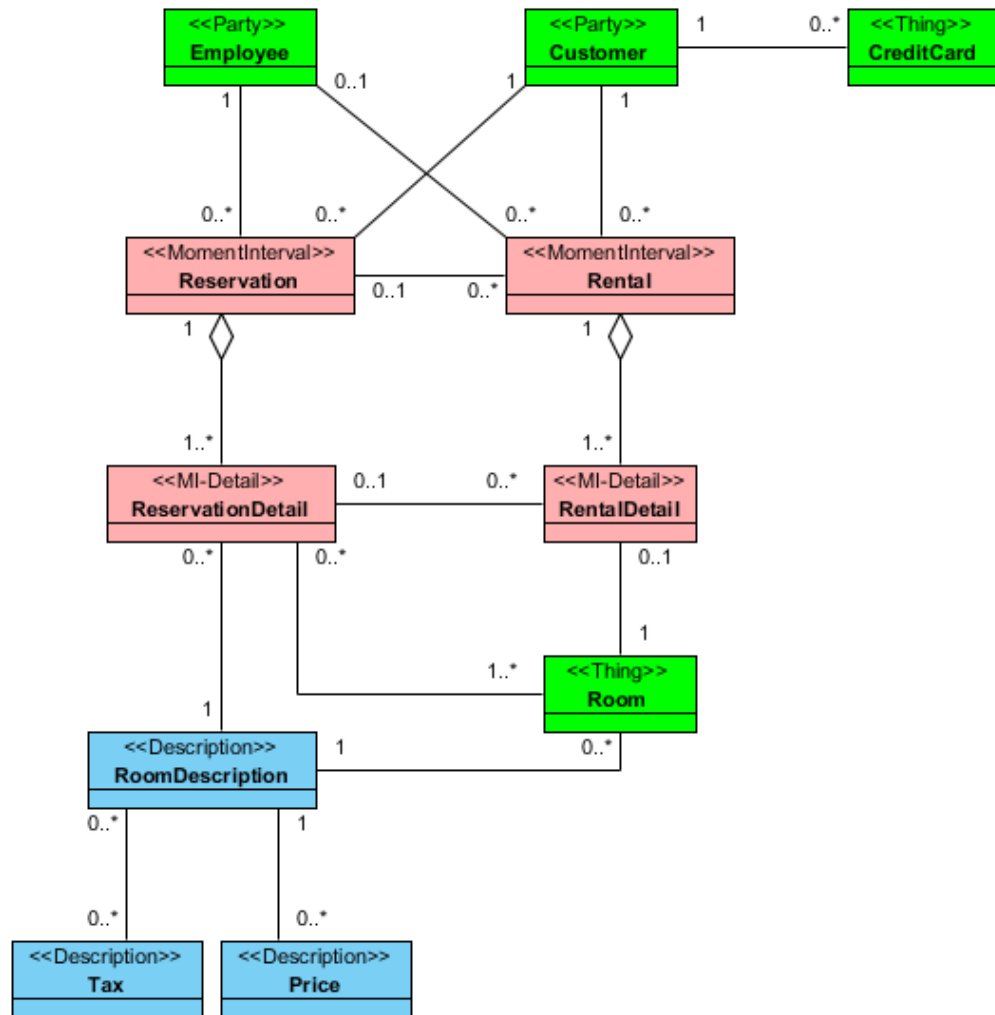 <<Party>>
Employee
<<Party>>
Customer
1
0..*
<<Thing>>
CreditCard
1
0..1
1
1
0..*
0..*
0..*
0..*
<<MomentInterval>>
Reservation
0..1
0..*
<<MomentInterval>>
Rental
1
1
1..*
1..*
<<MI-Detail>>
ReservationDetail
0..1
0..*
<<MI-Detail>>
RentalDetail
0..*
0..*
0..1
1
1..*
<<Thing>>
Room
1
<<Description>>
RoomDescription
1
0..*
0..*
1
0..*
0..*
<<Description>>
Tax
<<Description>>
Price